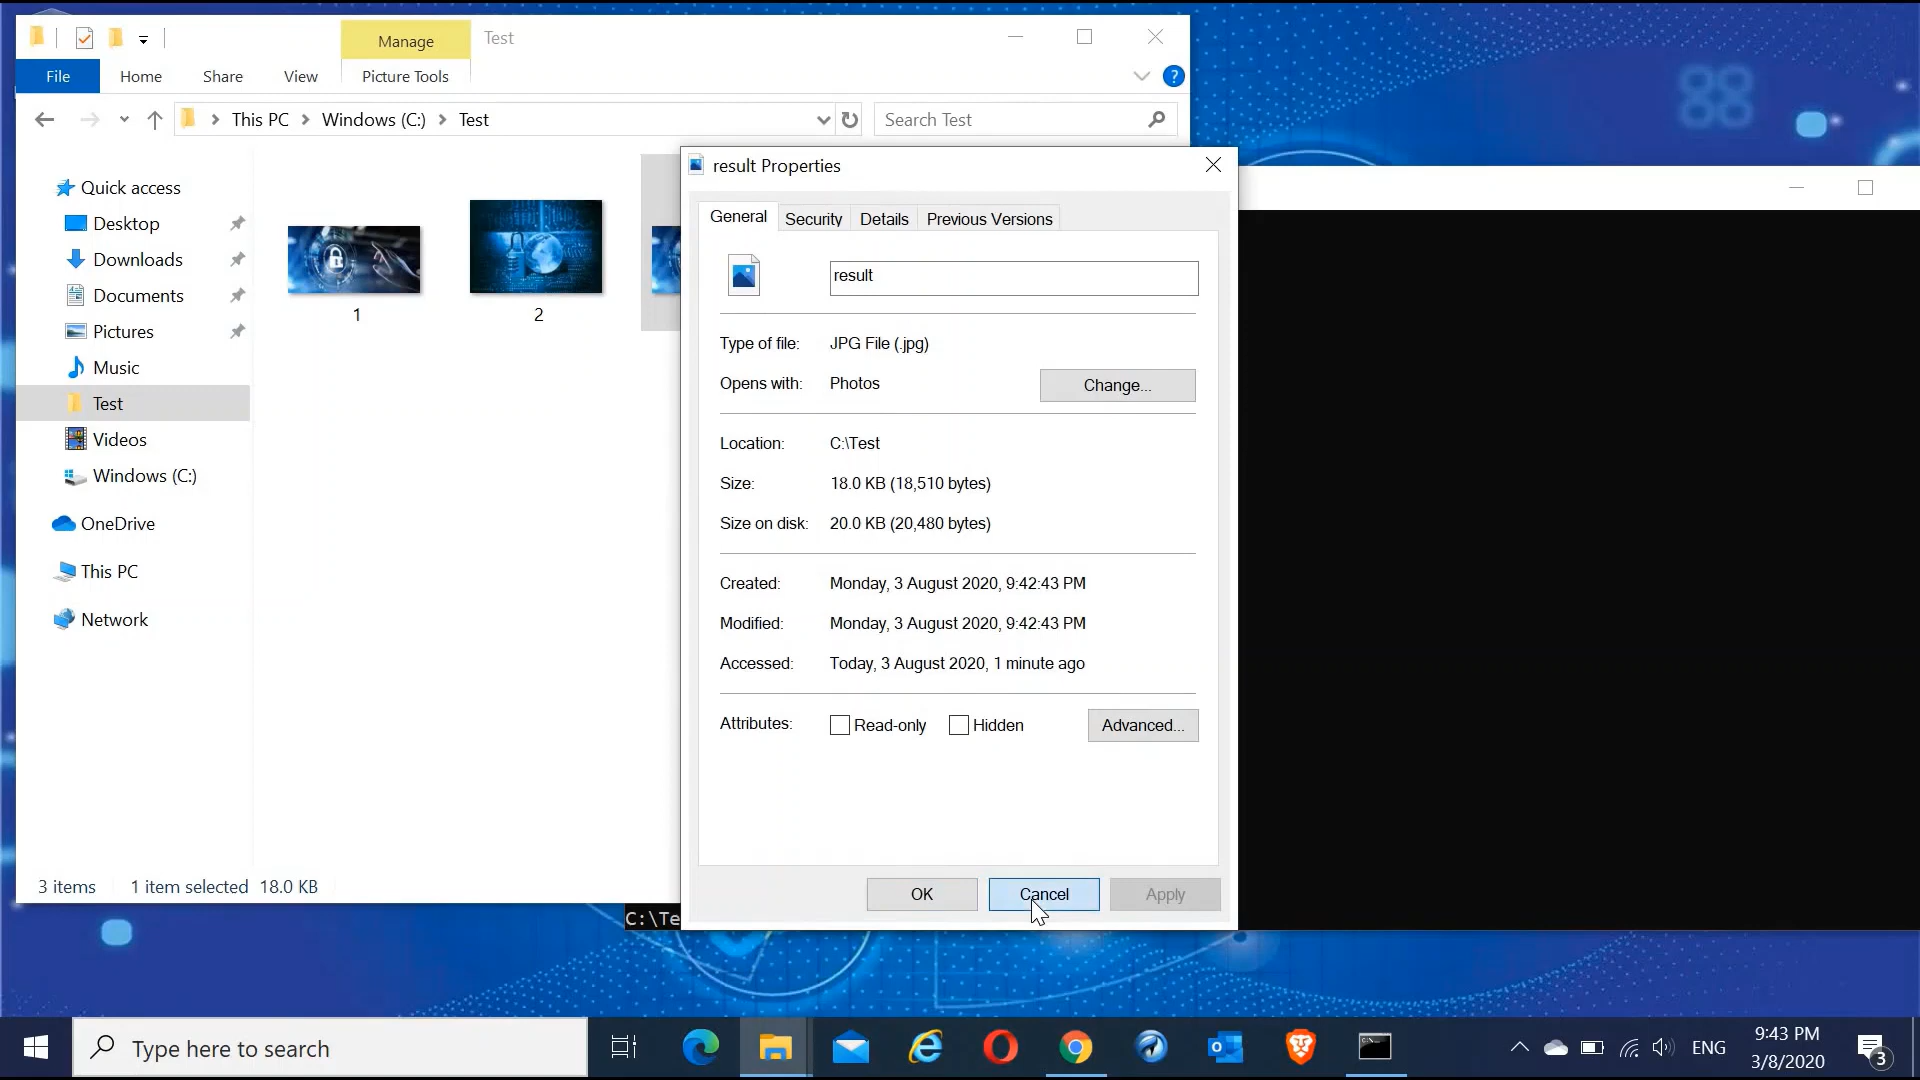 Manage
Test
File
Home
Share
View
Picture Tools
This PC
Windows (C:)
Test
Search Test
Quick access
Desktop
Downloads
Documents
Pictures
Music
Test
Videos
Windows (C:)
OneDrive
This PC
Network
1
2
3 items
1 item selected 18.0 KB
result Properties
General
Security
Details
Previous Versions
result
Type of file: JPG File (.jpg)
Opens with: Photos
Change...
Location: C:\Test
Size: 18.0 KB (18,510 bytes)
Size on disk: 20.0 KB (20,480 bytes)
Created: Monday, 3 August 2020, 9:42:43 PM
Modified: Monday, 3 August 2020, 9:42:43 PM
Accessed: Today, 3 August 2020, 1 minute ago
Attributes: Read-only Hidden
Advanced...
OK
Cancel
Apply
C:\Te
Type here to search
ENG
9:43 PM
3/8/2020
3